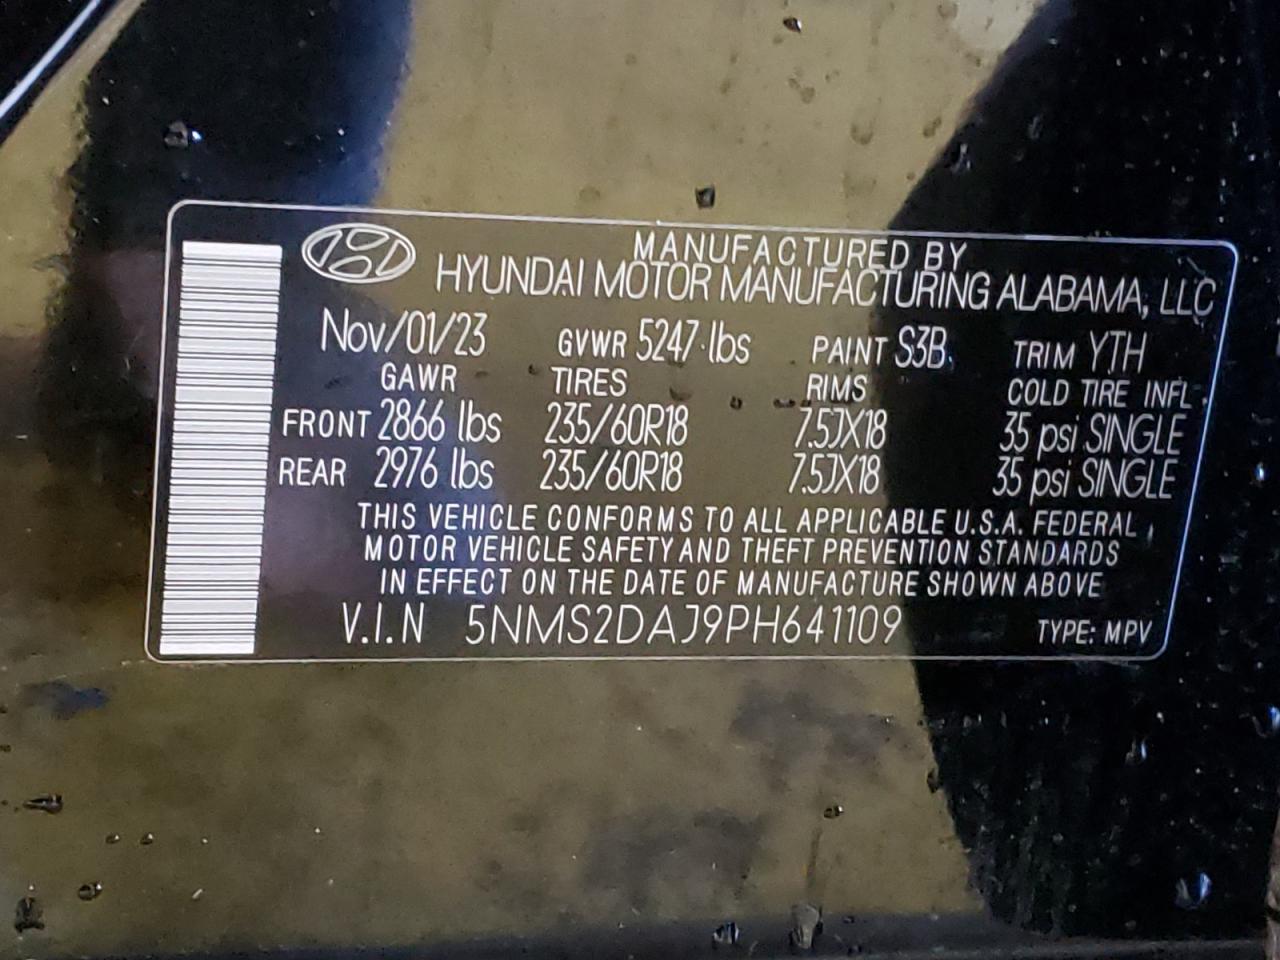 MANUFACTURED BY
HYUNDAI MOTOR MANUFACTURING ALABAMA, LLC
Nov/01/23 GVWR 5247 lbs PAINT S3B TRIM YTH
GAWR TIRES RIMS COLD TIRE INFL.
FRONT 2866 lbs 235/60R18 7.5JX18 35 psi SINGLE
REAR 2976 lbs 235/60R18 7.5JX18 35 psi SINGLE
THIS VEHICLE CONFORMS TO ALL APPLICABLE U.S.A. FEDERAL
MOTOR VEHICLE SAFETY AND THEFT PREVENTION STANDARDS
IN EFFECT ON THE DATE OF MANUFACTURE SHOWN ABOVE
V.I.N 5NMS2DAJ9PH641109 TYPE: MPV